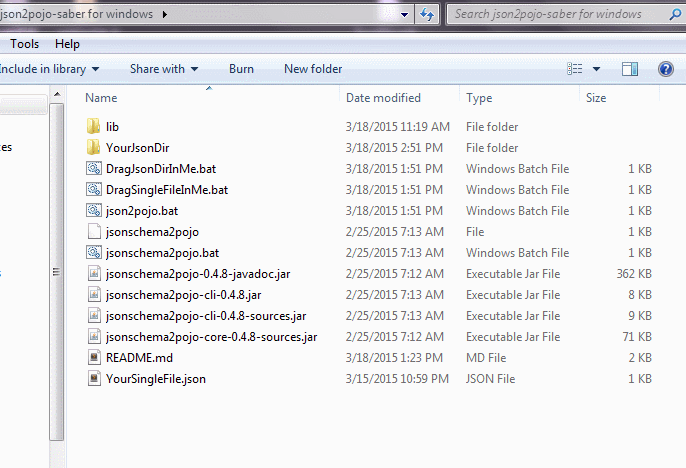 json2pojo-saber for windows Search json2pojo-saber for windows
Tools Help
Include in library Share with Burn New folder
Name Date modified Type Size
lib 3/18/2015 11:19 AM File folder
YourJsonDir 3/18/2015 2:51 PM File folder
DragJsonDirInMe.bat 3/18/2015 1:51 PM Windows Batch File 1 KB
DragSingleFileInMe.bat 3/18/2015 1:51 PM Windows Batch File 1 KB
json2pojo.bat 3/18/2015 1:51 PM Windows Batch File 1 KB
jsonschema2pojo 2/25/2015 7:13 AM File 1 KB
jsonschema2pojo.bat 2/25/2015 7:13 AM Windows Batch File 1 KB
jsonschema2pojo-0.4.8-javadoc.jar 2/25/2015 7:12 AM Executable Jar File 362 KB
jsonschema2pojo-cli-0.4.8.jar 2/25/2015 7:13 AM Executable Jar File 8 KB
jsonschema2pojo-cli-0.4.8-sources.jar 2/25/2015 7:13 AM Executable Jar File 9 KB
jsonschema2pojo-core-0.4.8-sources.jar 2/25/2015 7:12 AM Executable Jar File 71 KB
README.md 3/18/2015 1:23 PM MD File 2 KB
YourSingleFile.json 3/15/2015 10:59 PM JSON File 1 KB